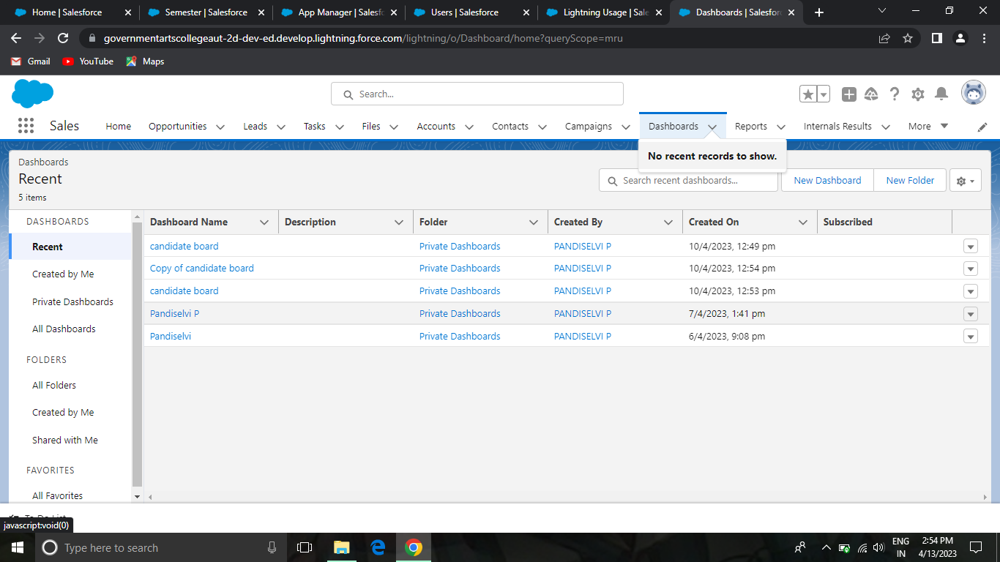 Home | Salesforce
Semester | Salesforce
App Manager | Salesf
Users | Salesforce
Lightning Usage | Sale
Dashboards | Salesforc
governmentartscollegeaut-2d-dev-ed.develop.lightning.force.com/lightning/o/Dashboard/home?queryScope=mru
Gmail YouTube Maps
Search...
Sales Home Opportunities Leads Tasks Files Accounts Contacts Campaigns Dashboards Reports Internals Results More
No recent records to show.
Dashboards
Recent
5 items
Search recent dashboards...
New Dashboard New Folder
DASHBOARDS
Recent
Created by Me
Private Dashboards
All Dashboards
FOLDERS
All Folders
Created by Me
Shared with Me
FAVORITES
All Favorites
Dashboard Name Description Folder Created By Created On Subscribed
candidate board Private Dashboards PANDISELVI P 10/4/2023, 12:49 pm
Copy of candidate board Private Dashboards PANDISELVI P 10/4/2023, 12:54 pm
candidate board Private Dashboards PANDISELVI P 10/4/2023, 12:53 pm
Pandiselvi P Private Dashboards PANDISELVI P 7/4/2023, 1:41 pm
Pandiselvi Private Dashboards PANDISELVI P 6/4/2023, 9:08 pm
To Do List
javascript:void(0)
Type here to search
ENG
IN
2:54 PM
4/13/2023